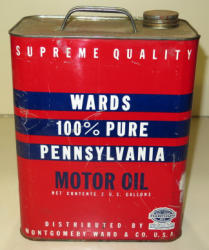 SUPREME QUALITY
WARDS
100% PURE
PENNSYLVANIA
MOTOR OIL
NET CONTENTS 2 U.S. GALLONS
DISTRIBUTED BY
MONTGOMERY WARD & CO. U.S.A.